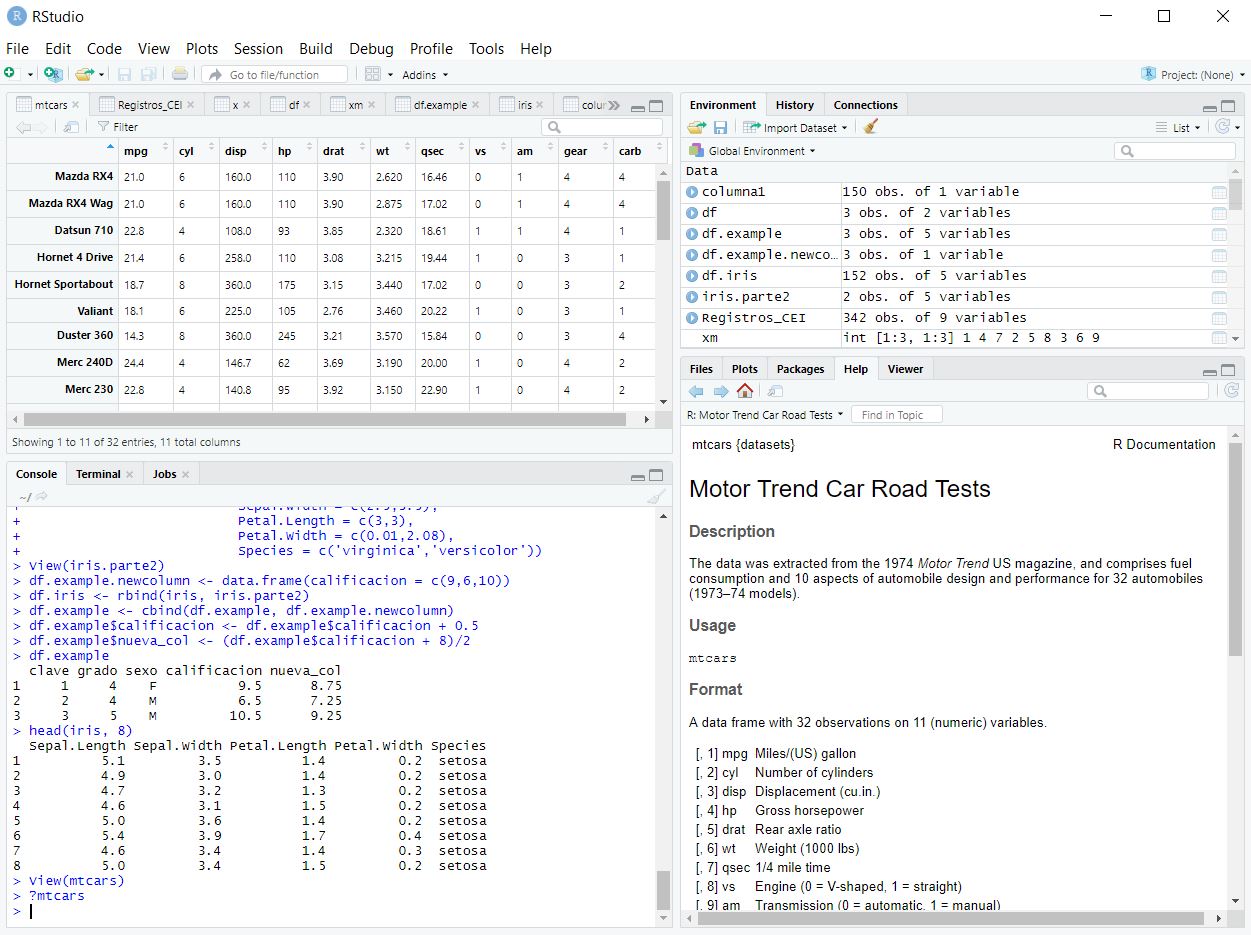 RStudio
File Edit Code View Plots Session Build Debug Profile Tools Help
Go to file/function Addins Project: (None)
mtcars Registros_CEI x df xm df.example iris colur
Filter
mpg cyl disp hp drat wt qsec vs am gear carb
Mazda RX4 21.0 6 160.0 110 3.90 2.620 16.46 0 1 4 4
Mazda RX4 Wag 21.0 6 160.0 110 3.90 2.875 17.02 0 1 4 4
Datsun 710 22.8 4 108.0 93 3.85 2.320 18.61 1 1 4 1
Hornet 4 Drive 21.4 6 258.0 110 3.08 3.215 19.44 1 0 3 1
Hornet Sportabout 18.7 8 360.0 175 3.15 3.440 17.02 0 0 3 2
Valiant 18.1 6 225.0 105 2.76 3.460 20.22 1 0 3 1
Duster 360 14.3 8 360.0 245 3.21 3.570 15.84 0 0 3 4
Merc 240D 24.4 4 146.7 62 3.69 3.190 20.00 1 0 4 2
Merc 230 22.8 4 140.8 95 3.92 3.150 22.90 1 0 4 2
Showing 1 to 11 of 32 entries, 11 total columns
Console Terminal Jobs
~/
+ Petal.Length = c(3,3),
+ Petal.Width = c(0.01,2.08),
+ Species = c('virginica','versicolor'))
> View(iris.parte2)
> df.example.newcolumn <- data.frame(calificacion = c(9,6,10))
> df.iris <- rbind(iris, iris.parte2)
> df.example <- cbind(df.example, df.example.newcolumn)
> df.example$calificacion <- df.example$calificacion + 0.5
> df.example$nueva_col <- (df.example$calificacion + 8)/2
> df.example
clave grado sexo calificacion nueva_col
1 1 4 F 9.5 8.75
2 2 4 M 6.5 7.25
3 3 5 M 10.5 9.25
> head(iris, 8)
Sepal.Length Sepal.Width Petal.Length Petal.Width Species
1 5.1 3.5 1.4 0.2 setosa
2 4.9 3.0 1.4 0.2 setosa
3 4.7 3.2 1.3 0.2 setosa
4 4.6 3.1 1.5 0.2 setosa
5 5.0 3.6 1.4 0.2 setosa
6 5.4 3.9 1.7 0.4 setosa
7 4.6 3.4 1.4 0.3 setosa
8 5.0 3.4 1.5 0.2 setosa
> View(mtcars)
> ?mtcars
>
Environment History Connections
Import Dataset List
Global Environment
Data
columna1 150 obs. of 1 variable
df 3 obs. of 2 variables
df.example 3 obs. of 5 variables
df.example.newco… 3 obs. of 1 variable
df.iris 152 obs. of 5 variables
iris.parte2 2 obs. of 5 variables
Registros_CEI 342 obs. of 9 variables
xm int [1:3, 1:3] 1 4 7 2 5 8 3 6 9
Files Plots Packages Help Viewer
R: Motor Trend Car Road Tests Find in Topic
mtcars {datasets} R Documentation
Motor Trend Car Road Tests
Description
The data was extracted from the 1974 Motor Trend US magazine, and comprises fuel
consumption and 10 aspects of automobile design and performance for 32 automobiles
(1973–74 models).
Usage
mtcars
Format
A data frame with 32 observations on 11 (numeric) variables.
[, 1] mpg Miles/(US) gallon
[, 2] cyl Number of cylinders
[, 3] disp Displacement (cu.in.)
[, 4] hp Gross horsepower
[, 5] drat Rear axle ratio
[, 6] wt Weight (1000 lbs)
[, 7] qsec 1/4 mile time
[, 8] vs Engine (0 = V-shaped, 1 = straight)
[, 9] am Transmission (0 = automatic, 1 = manual)